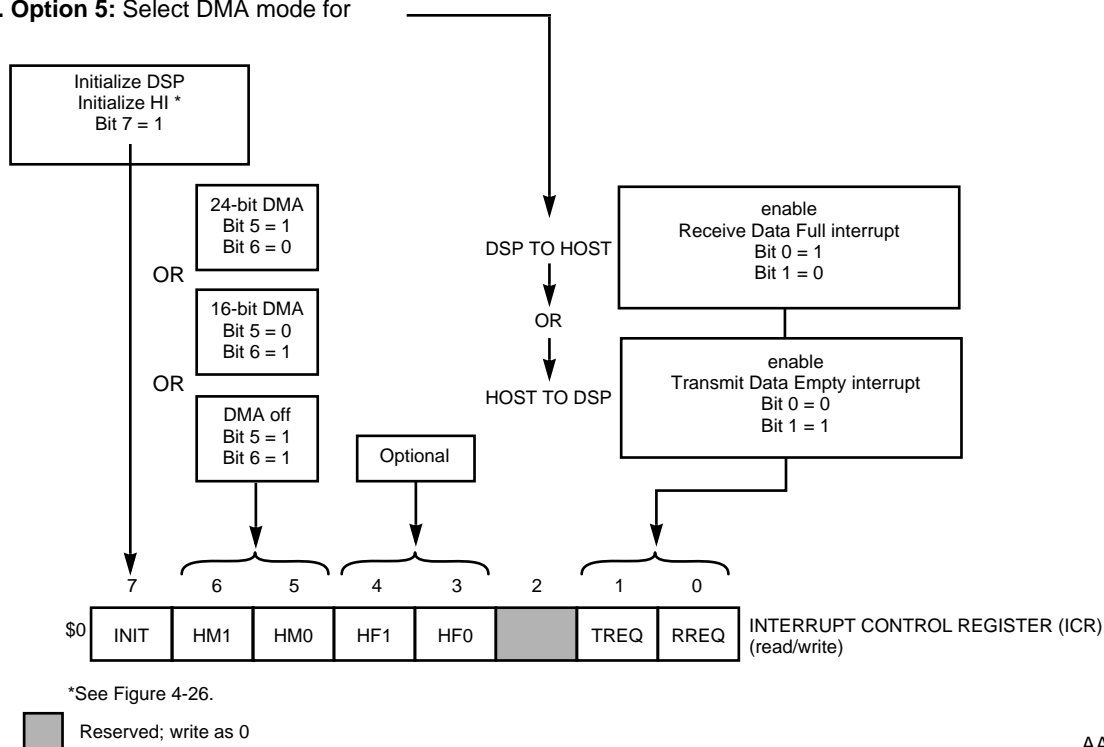 . Option 5: Select DMA mode for
Initialize DSP
Initialize HI *
Bit 7 = 1
24-bit DMA
Bit 5 = 1
Bit 6 = 0
OR
16-bit DMA
Bit 5 = 0
Bit 6 = 1
OR
DMA off
Bit 5 = 1
Bit 6 = 1
Optional
DSP TO HOST
OR
HOST TO DSP
enable
Receive Data Full interrupt
Bit 0 = 1
Bit 1 = 0
enable
Transmit Data Empty interrupt
Bit 0 = 0
Bit 1 = 1
7 6 5 4 3 2 1 0
$0 INIT HM1 HM0 HF1 HF0 TREQ RREQ INTERRUPT CONTROL REGISTER (ICR)
(read/write)
*See Figure 4-26.
Reserved; write as 0
AA